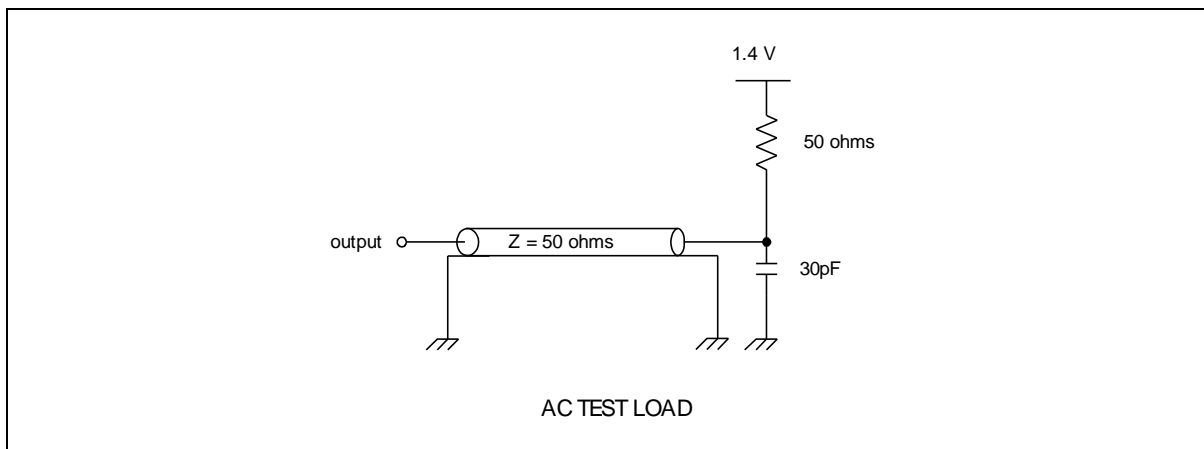 1.4 V
50 ohms
output
Z = 50 ohms
30pF
AC TEST LOAD